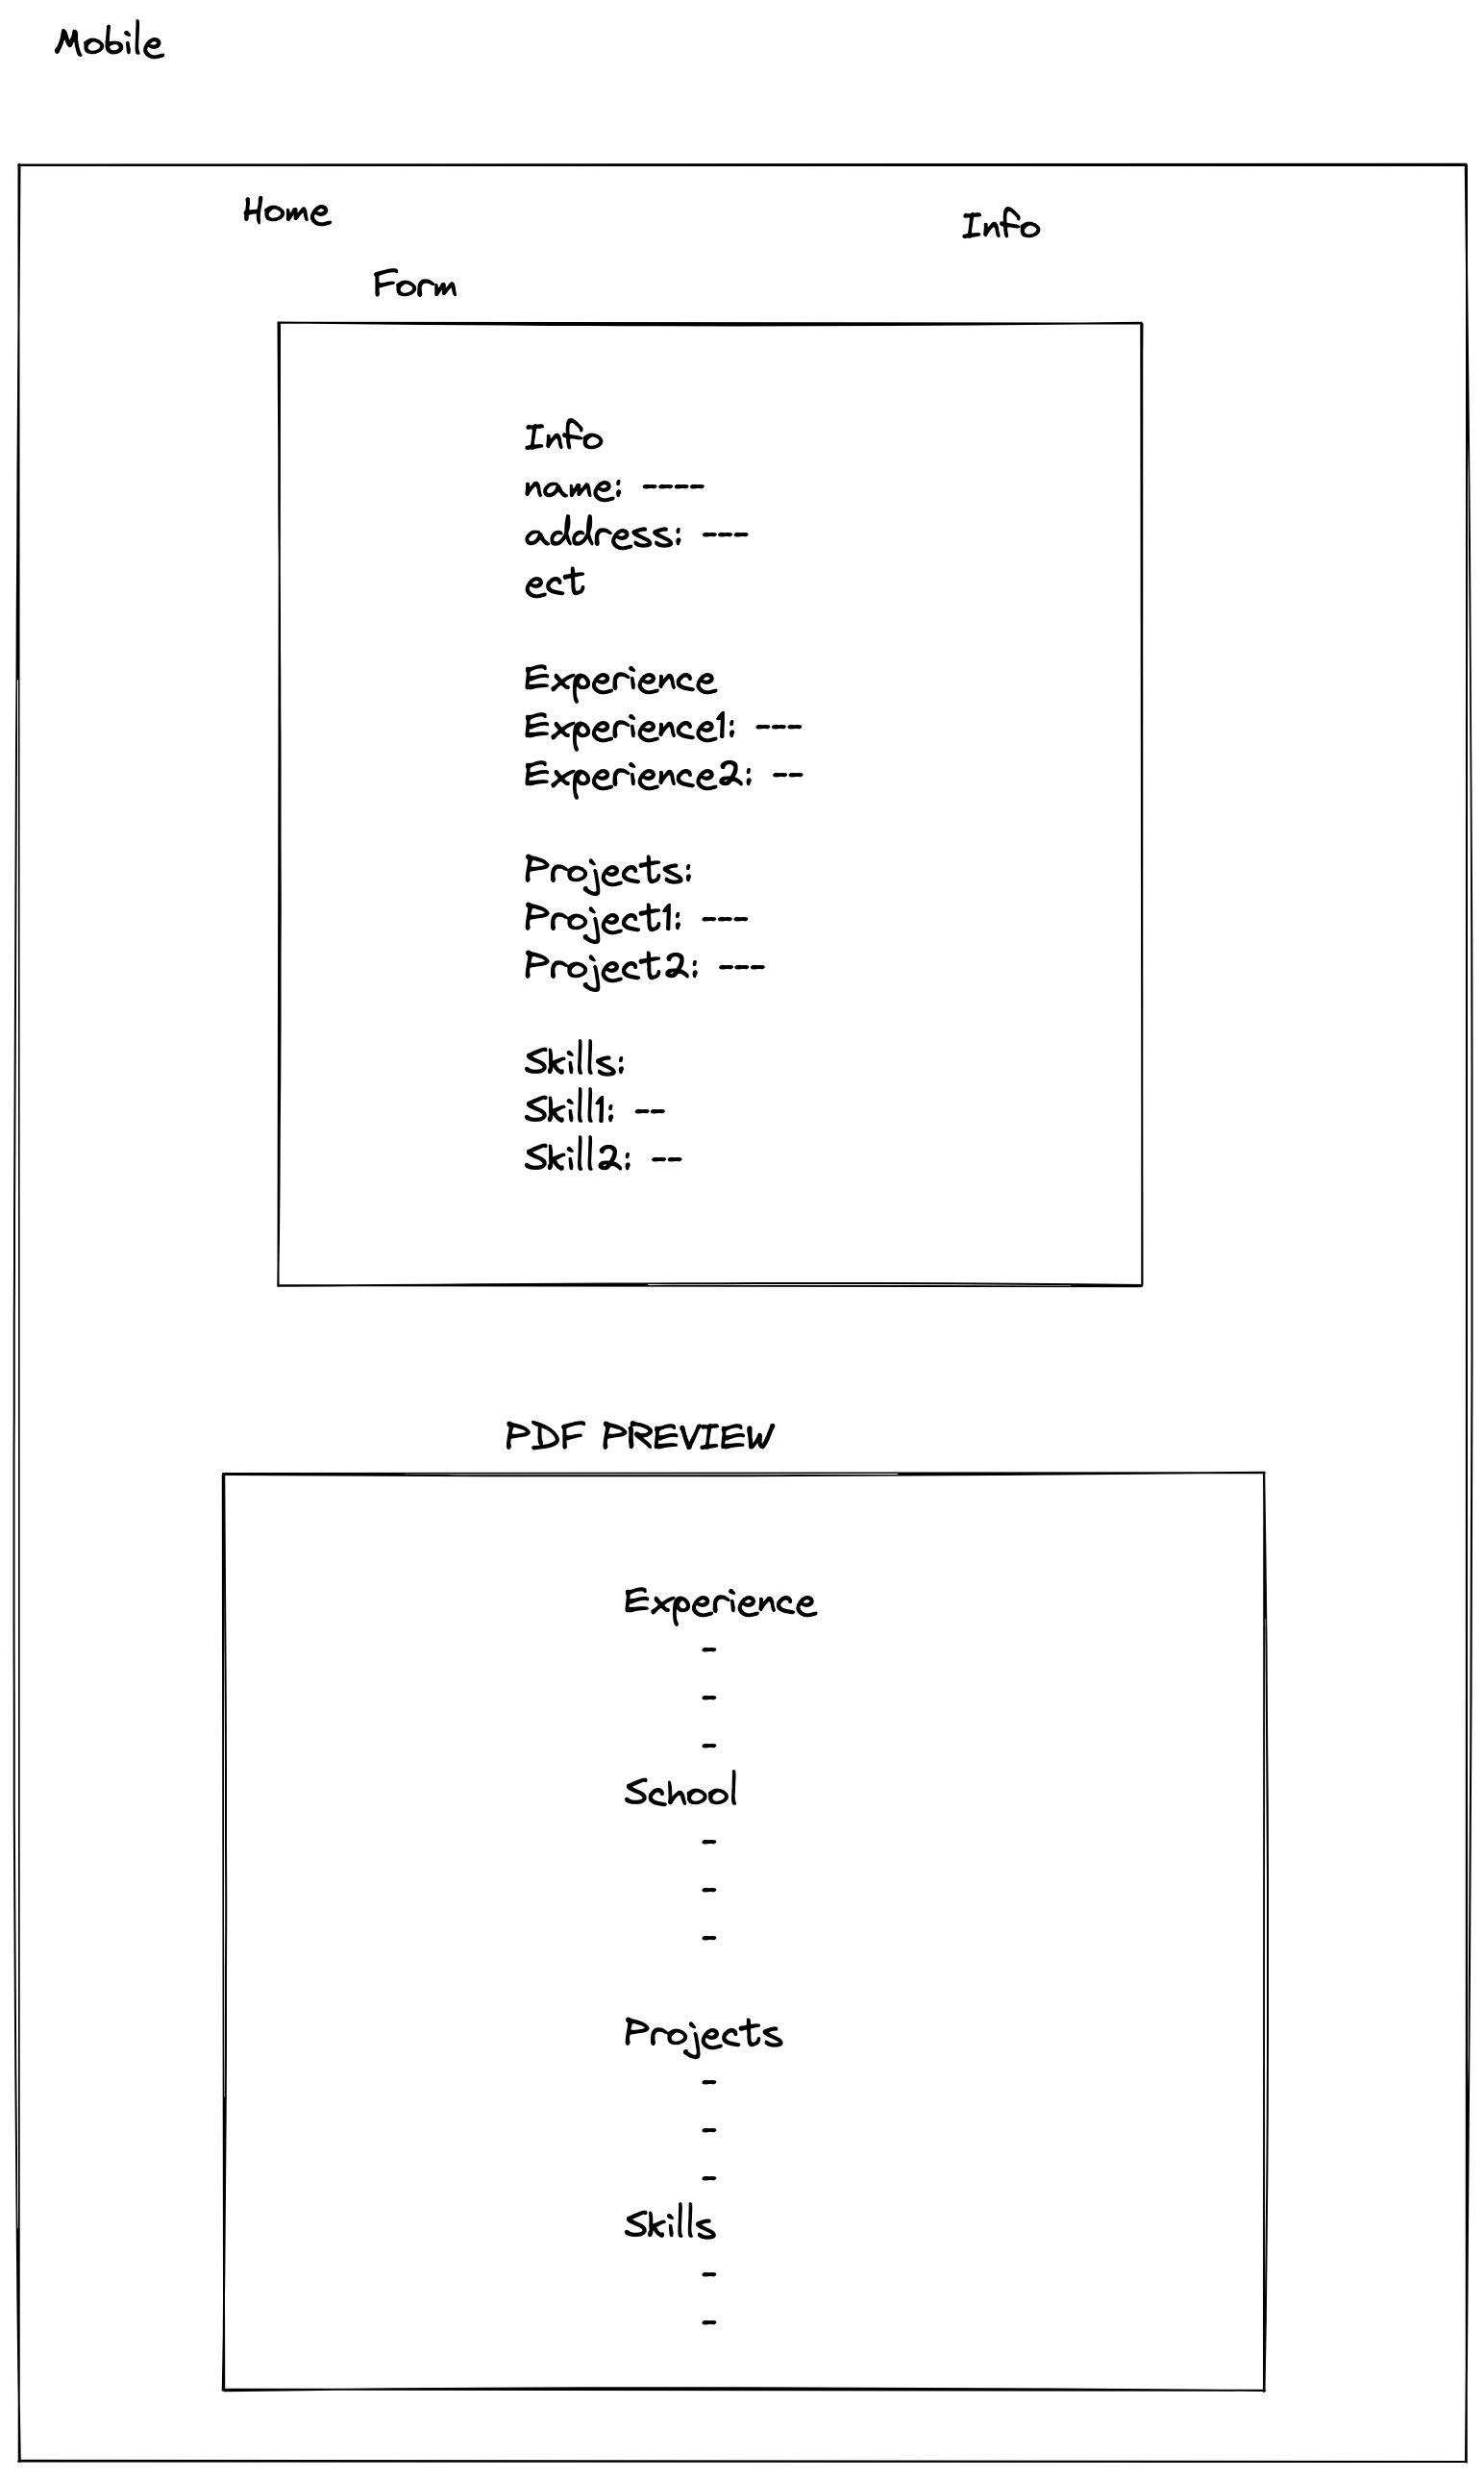 Mobile
Home Info
Form
Info
name: ----
address: ---
ect
Experience
Experience1: ---
Experience2: --
Projects:
Project1: ---
Project2: ---
Skills:
Skill1: --
Skill2: --
PDF PREVIEW
Experience
-
-
-
School
-
-
-
Projects
-
-
-
Skills
-
-